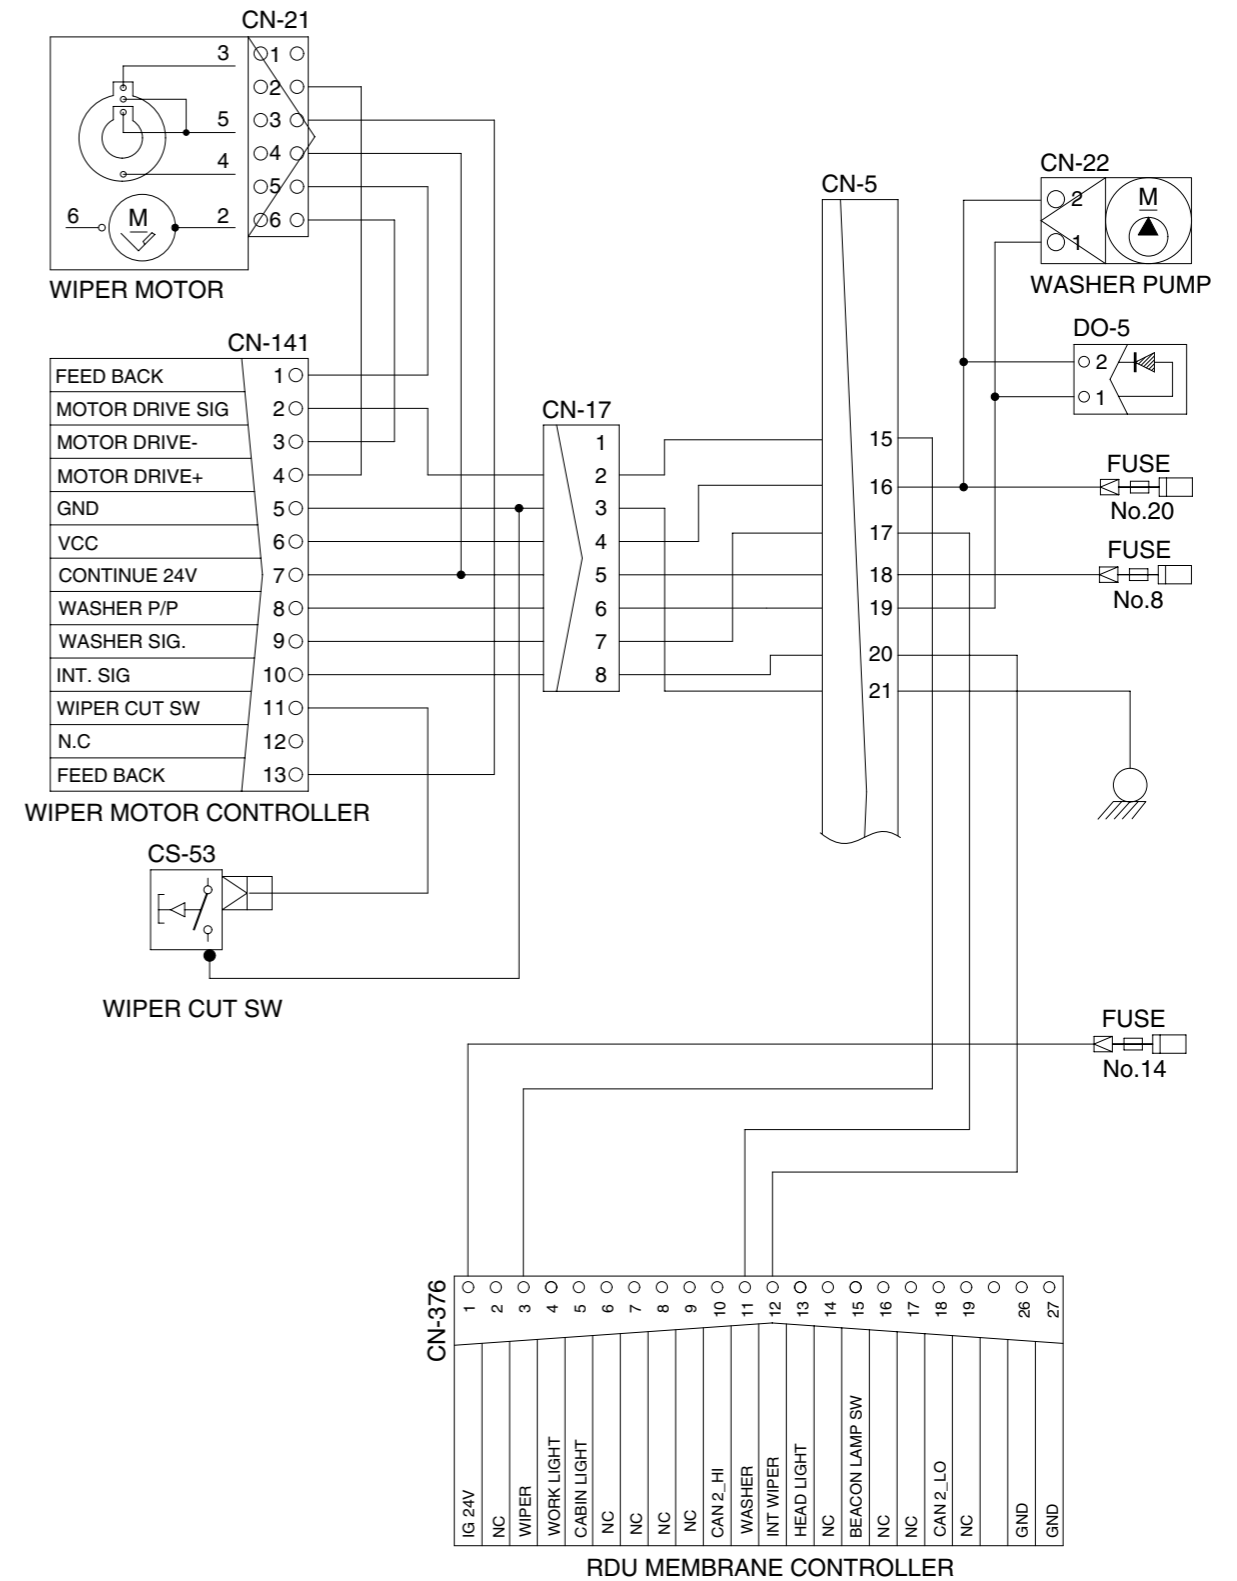 CN-21
3
5
4
6
M
2
1
2
3
4
5
6
WIPER MOTOR
CN-141
FEED BACK 1
MOTOR DRIVE SIG 2
MOTOR DRIVE- 3
MOTOR DRIVE+ 4
GND 5
VCC 6
CONTINUE 24V 7
WASHER P/P 8
WASHER SIG. 9
INT. SIG 10
WIPER CUT SW 11
N.C 12
FEED BACK 13
WIPER MOTOR CONTROLLER
CS-53
WIPER CUT SW
CN-17
1
2
3
4
5
6
7
8
CN-5
15
16
17
18
19
20
21
CN-22
2
1
M
WASHER PUMP
DO-5
2
1
FUSE
No.20
FUSE
No.8
FUSE
No.14
CN-376
1 2 3 4 5 6 7 8 9 10 11 12 13 14 15 16 17 18 19 26 27
IG 24V
NC
WIPER
WORK LIGHT
CABIN LIGHT
NC
NC
NC
NC
CAN 2_HI
WASHER
INT WIPER
HEAD LIGHT
NC
BEACON LAMP SW
NC
NC
CAN 2_LO
NC
GND
GND
RDU MEMBRANE CONTROLLER